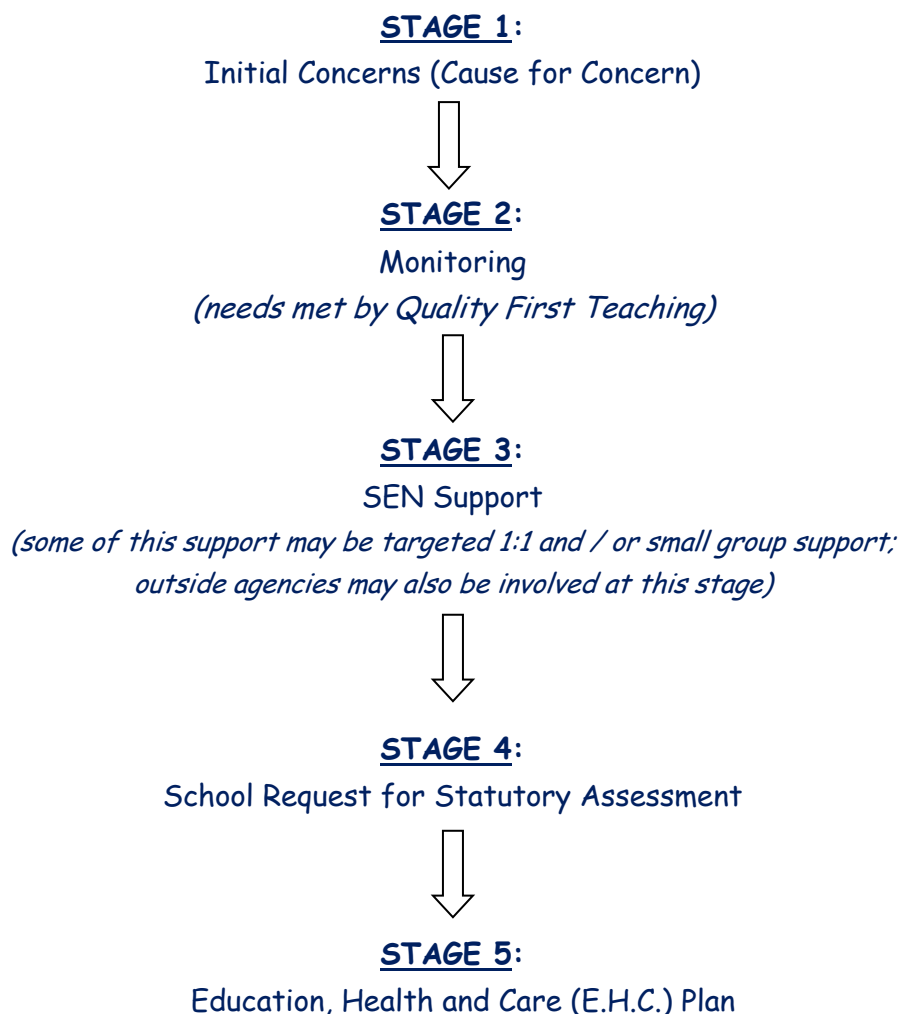 STAGE 1:
Initial Concerns (Cause for Concern)
STAGE 2:
Monitoring
(needs met by Quality First Teaching)
STAGE 3:
SEN Support
(some of this support may be targeted 1:1 and / or small group support;
outside agencies may also be involved at this stage)
STAGE 4:
School Request for Statutory Assessment
STAGE 5:
Education, Health and Care (E.H.C.) Plan